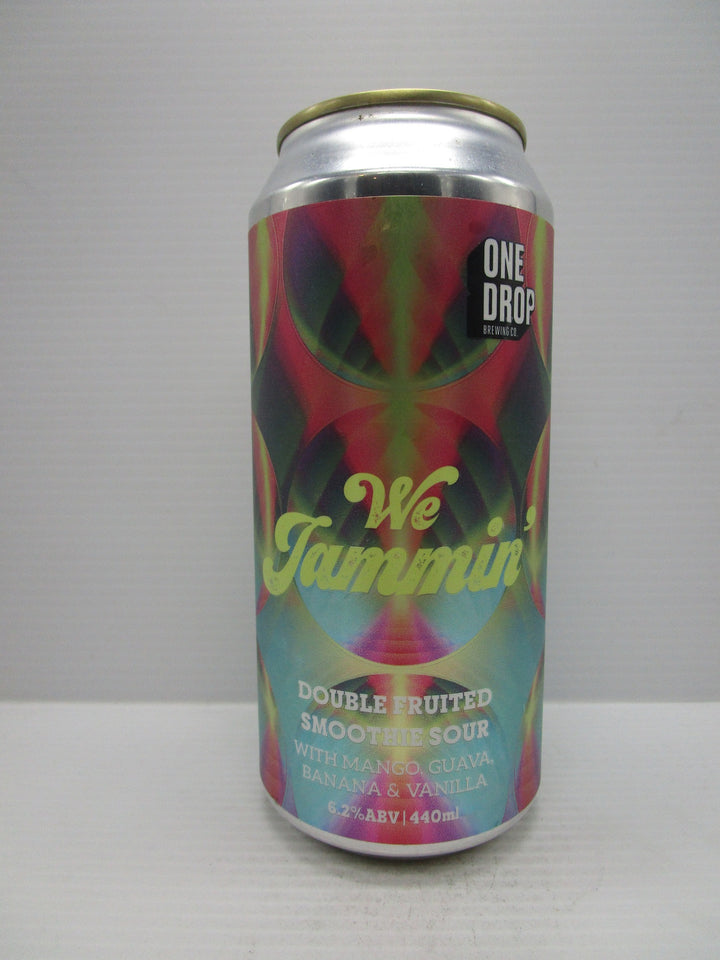 ONE
DROP
BREWING CO.
We
Jammin'
DOUBLE FRUITED
SMOOTHIE SOUR
WITH MANGO, GUAVA,
BANANA & VANILLA
6.2%ABV | 440ml